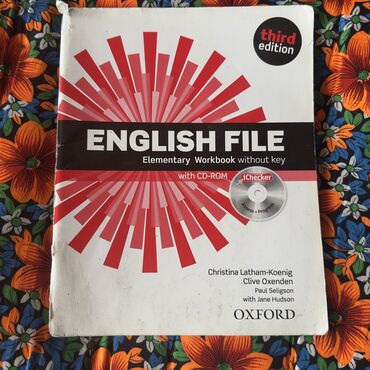 third
edition
ENGLISH FILE
Elementary Workbook without key
with CD-ROM
iChecker
Christina Latham-Koenig
Clive Oxenden
Paul Seligson
with Jane Hudson
OXFORD